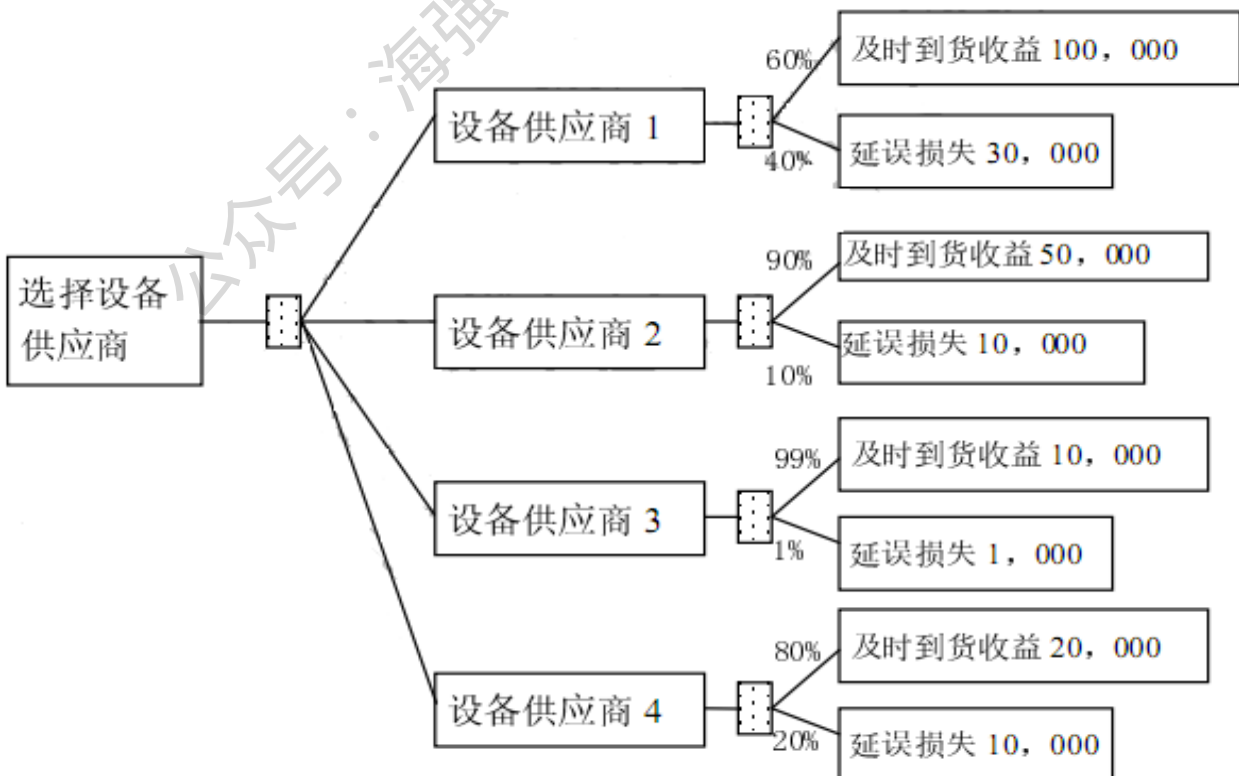 公众号：海强
60%
及时到货收益 100，000
设备供应商 1
40%
延误损失 30，000
90%
及时到货收益 50，000
选择设备
供应商
设备供应商 2
延误损失 10，000
10%
99%
及时到货收益 10，000
设备供应商 3
1%
延误损失 1，000
80%
及时到货收益 20，000
设备供应商 4
20%
延误损失 10，000